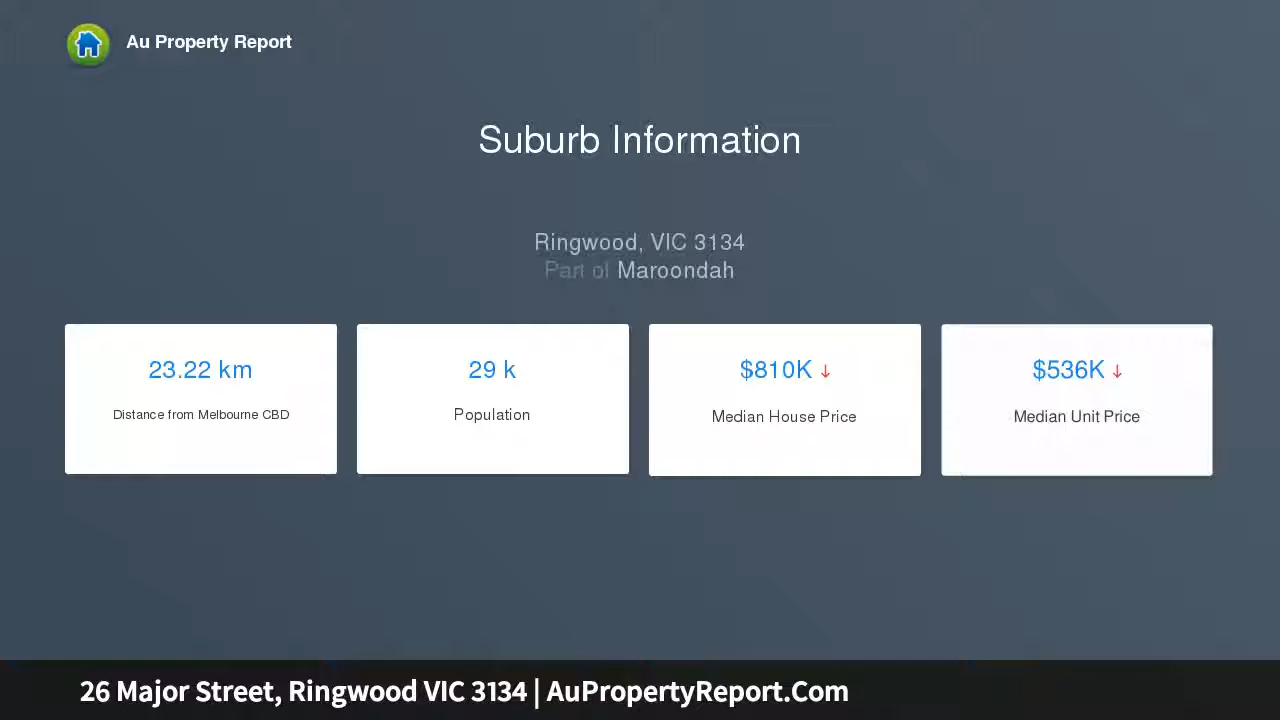 Au Property Report
Suburb Information
Ringwood, VIC 3134
Part of Maroondah
23.22 km
Distance from Melbourne CBD
29 k
Population
$810K ↓
Median House Price
$536K ↓
Median Unit Price
26 Major Street, Ringwood VIC 3134 | AuPropertyReport.Com